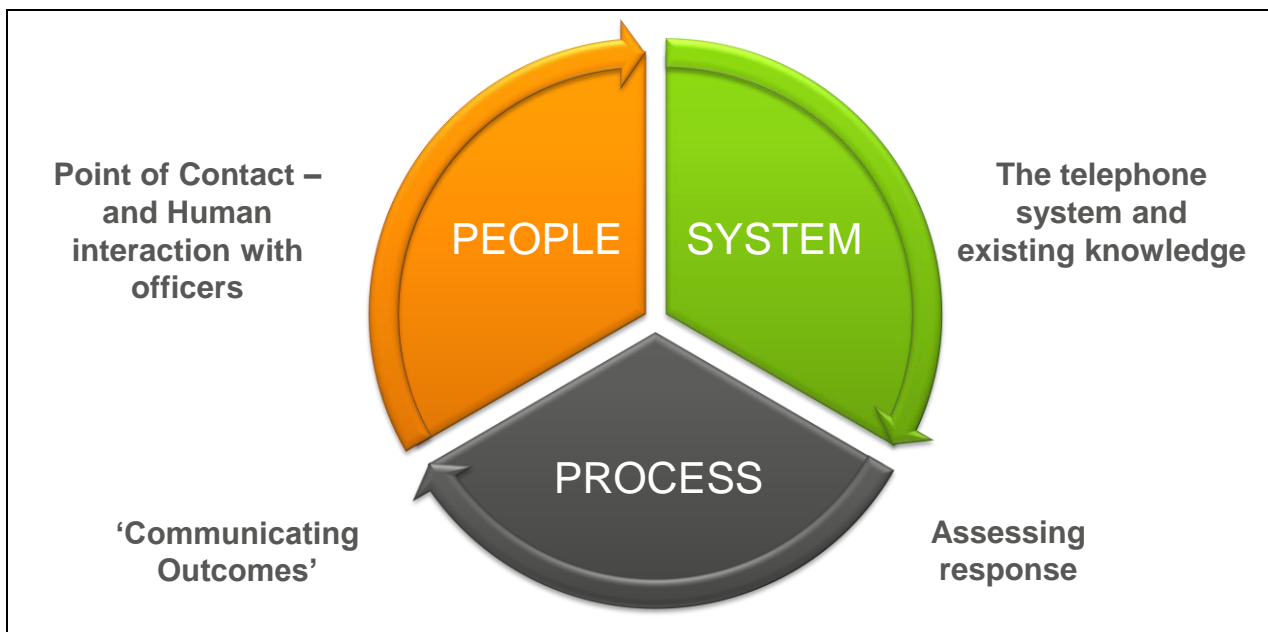 Point of Contact –
and Human
interaction with
officers
PEOPLE
SYSTEM
The telephone
system and
existing knowledge
PROCESS
‘Communicating
Outcomes’
Assessing
response